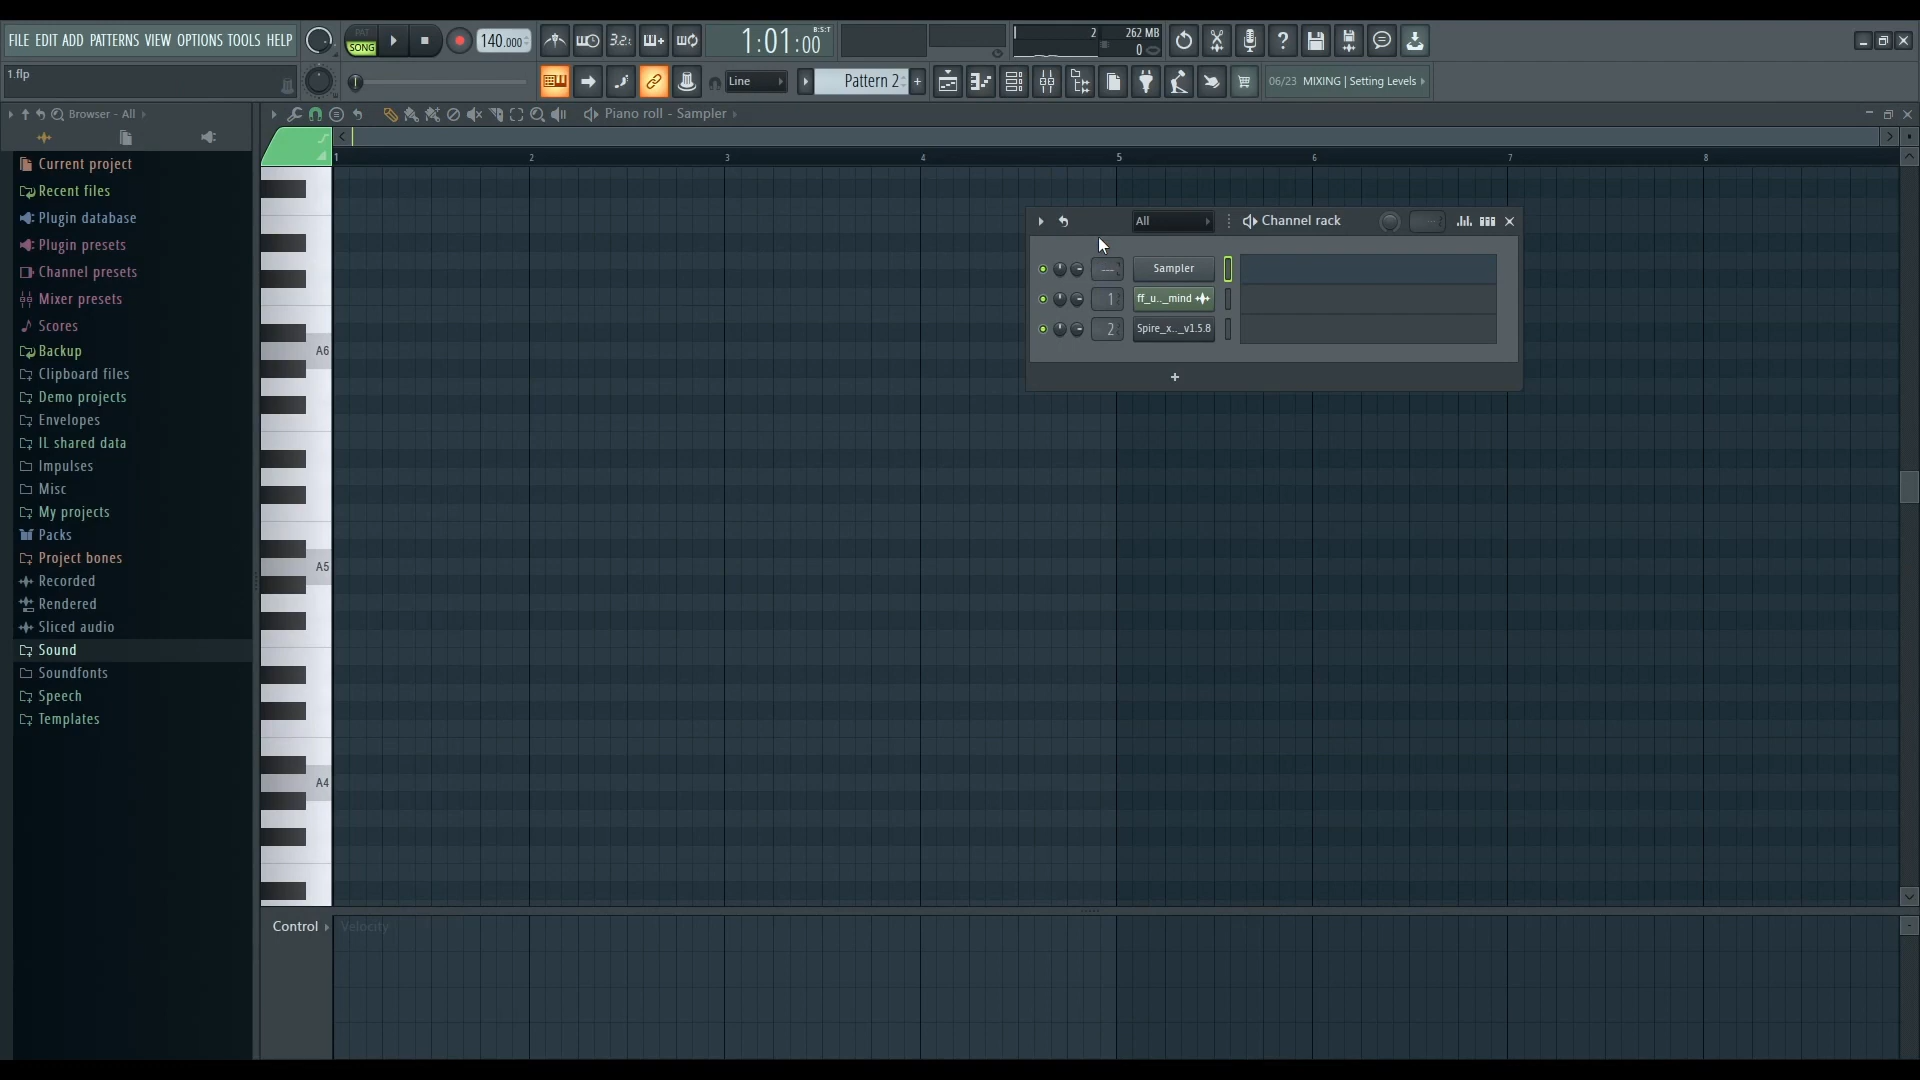 FILE EDIT ADD PATTERNS VIEW OPTIONS TOOLS HELP
PAT
SONG
140.000
3.2:
1:01:00
B:S:T
2
262 MB
0
1.flp
Line
Pattern 2
+
06/23 MIXING | Setting Levels
Browser - All
Piano roll - Sampler
Current project
Recent files
Plugin database
Plugin presets
Channel presets
Mixer presets
Scores
Backup
Clipboard files
Demo projects
Envelopes
IL shared data
Impulses
Misc
My projects
Packs
Project bones
Recorded
Rendered
Sliced audio
Sound
Soundfonts
Speech
Templates
1 2 3 4 5 6 7 8
A6
A5
A4
All
Channel rack
--- Sampler
1 ff_u.._mind
2 Spire_x.._v1.5.8
+
Control
Velocity